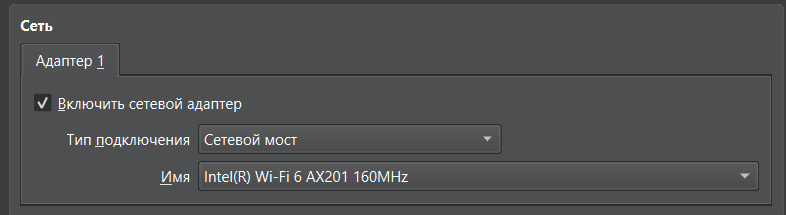 Сеть
Адаптер 1
Включить сетевой адаптер
Тип подключения Сетевой мост
Имя Intel(R) Wi-Fi 6 AX201 160MHz